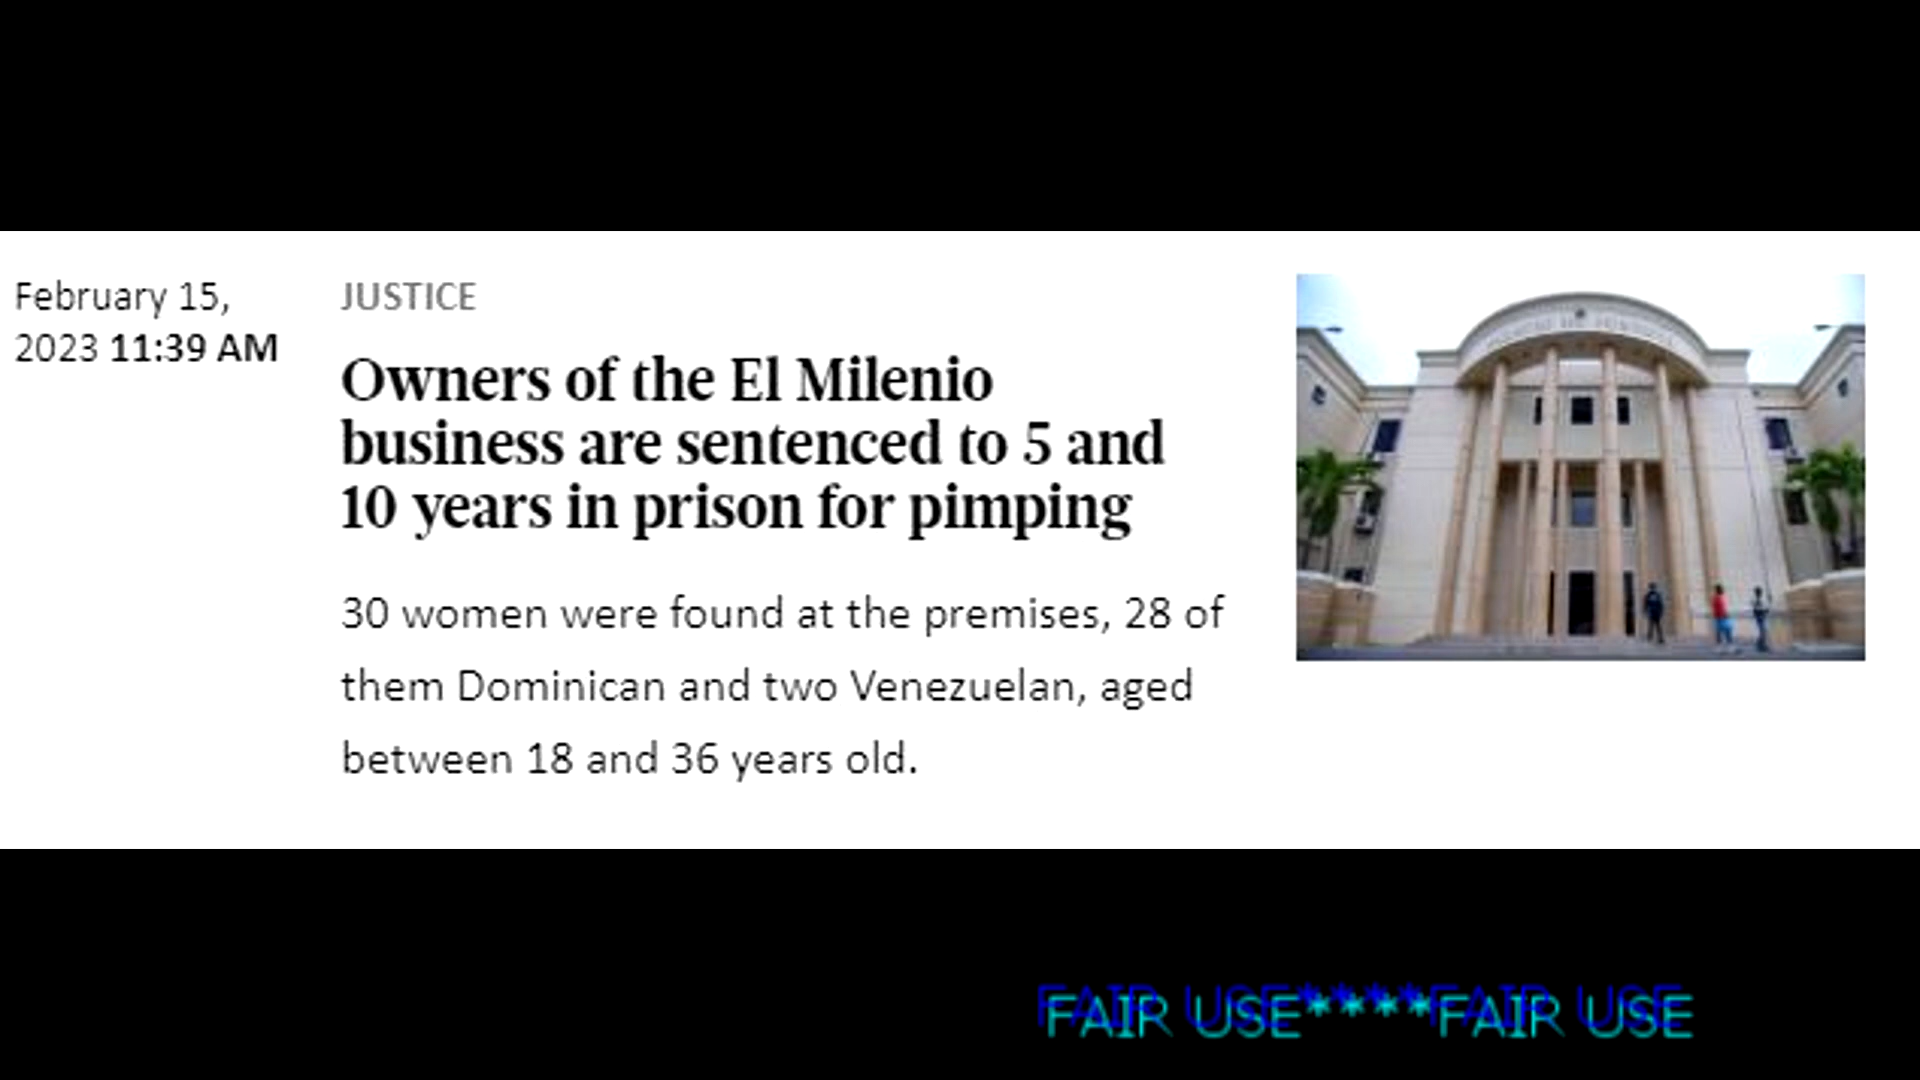 February 15,
2023 11:39 AM
JUSTICE
Owners of the El Milenio
business are sentenced to 5 and
10 years in prison for pimping
30 women were found at the premises, 28 of
them Dominican and two Venezuelan, aged
between 18 and 36 years old.
FAIR USE****FAIR USE